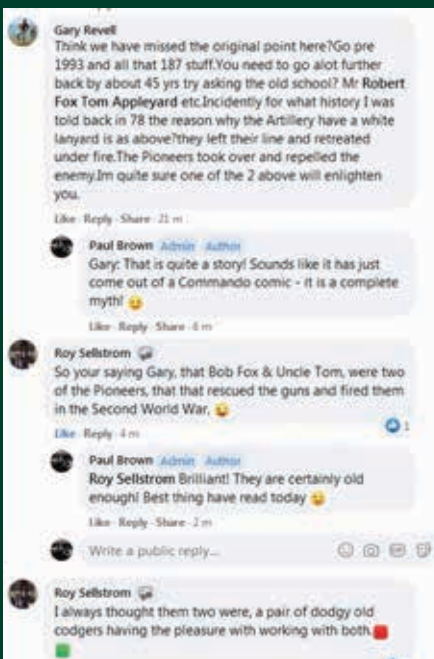 Gary Revell
Think we have missed the original point here?Go pre
1993 and all that 187 stuff.You need to go alot further
back by about 45 yrs try asking the old school? Mr Robert
Fox Tom Appleyard etc.Incidently for what history I was
told back in 78 the reason why the Artillery have a white
lanyard is as above?they left their line and retreated
under fire.The Pioneers took over and repelled the
enemy.Im quite sure one of the 2 above will enlighten
you.
Like · Reply · Share · 21 m
Paul Brown Admin Author
Gary: That is quite a story! Sounds like it has just
come out of a Commando comic - it is a complete
myth! 😉
Like · Reply · Share · 6 m
Roy Sellstrom
So your saying Gary, that Bob Fox & Uncle Tom, were two
of the Pioneers, that that rescued the guns and fired them
in the Second World War, 😉
1
Like · Reply · 4 m
Paul Brown Admin Author
Roy Sellstrom Brilliant! They are certainly old
enough! Best thing have read today 😉
Like · Reply · Share · 2 m
Write a public reply...
Roy Sellstrom
I always thought them two were, a pair of dodgy old
codgers having the pleasure with working with both.🟥
🟩